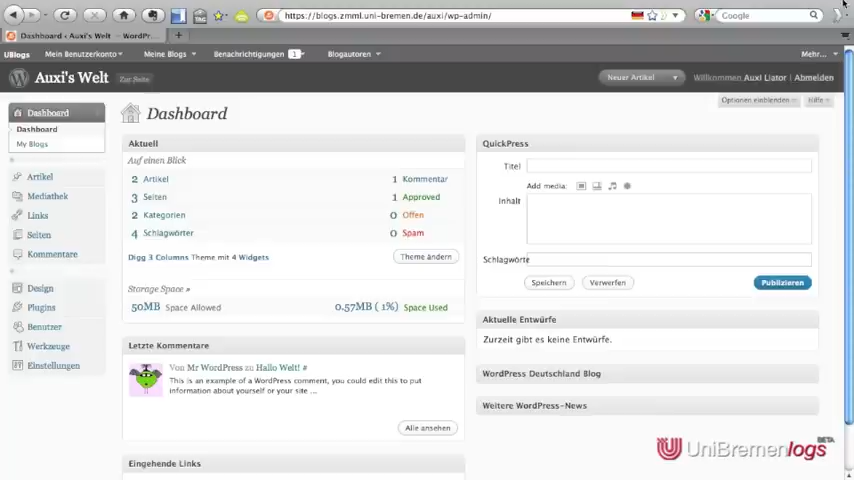 https://blogs.zmml.uni-bremen.de/auxi/wp-admin/
Google
Dashboard ‹ Auxi's Welt — WordPr...
UBlogs
Mein Benutzerkonto
Meine Blogs
Benachrichtigungen 1
Blogautoren
Mehr...
Auxi's Welt
Zur Seite
Neuer Artikel
Willkommen Auxi Liator | Abmelden
Optionen einblenden
Hilfe
Dashboard
Dashboard
My Blogs
Artikel
Mediathek
Links
Seiten
Kommentare
Design
Plugins
Benutzer
Werkzeuge
Einstellungen
Dashboard
Aktuell
Auf einen Blick
2 Artikel
1 Kommentar
3 Seiten
1 Approved
2 Kategorien
0 Offen
4 Schlagwörter
0 Spam
Digg 3 Columns Theme mit 4 Widgets
Theme ändern
Storage Space »
50MB Space Allowed
0.57MB ( 1%) Space Used
Letzte Kommentare
Von Mr WordPress zu Hallo Welt! #
This is an example of a WordPress comment, you could edit this to put
information about yourself or your site ...
Alle ansehen
Eingehende Links
QuickPress
Titel
Add media:
Inhalt
Schlagwörte
Speichern
Verwerfen
Publizieren
Aktuelle Entwürfe
Zurzeit gibt es keine Entwürfe.
WordPress Deutschland Blog
Weitere WordPress-News
UniBremenlogs
BETA